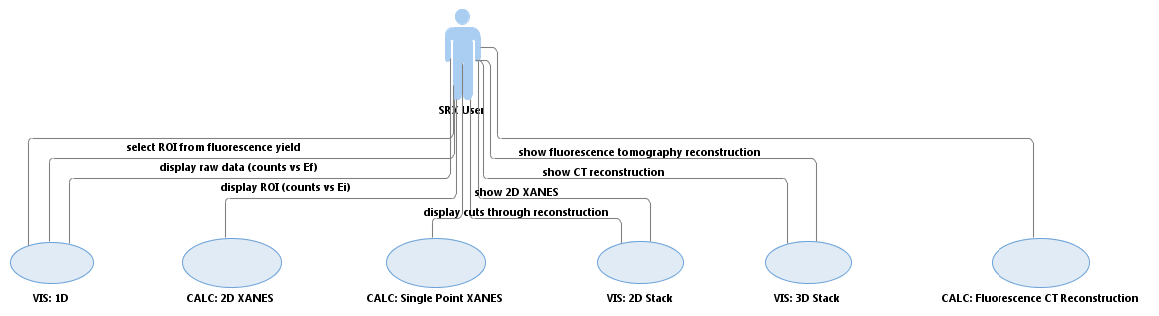 SRX User
select ROI from fluorescence yield
show fluorescence tomography reconstruction
display raw data (counts vs Ef)
show CT reconstruction
display ROI (counts vs Ei)
show 2D XANES
display cuts through reconstruction
VIS: 1D
CALC: 2D XANES
CALC: Single Point XANES
VIS: 2D Stack
VIS: 3D Stack
CALC: Fluorescence CT Reconstruction